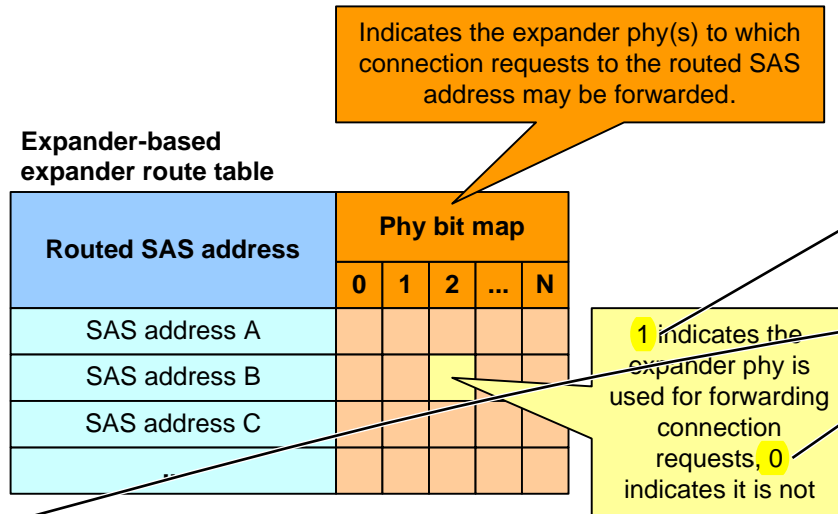 Indicates the expander phy(s) to which
connection requests to the routed SAS
address may be forwarded.
Expander-based
expander route table
Routed SAS address
Phy bit map
0 1 2 ... N
SAS address A
SAS address B
SAS address C
1 indicates the
expander phy is
used for forwarding
connection
requests, 0
indicates it is not